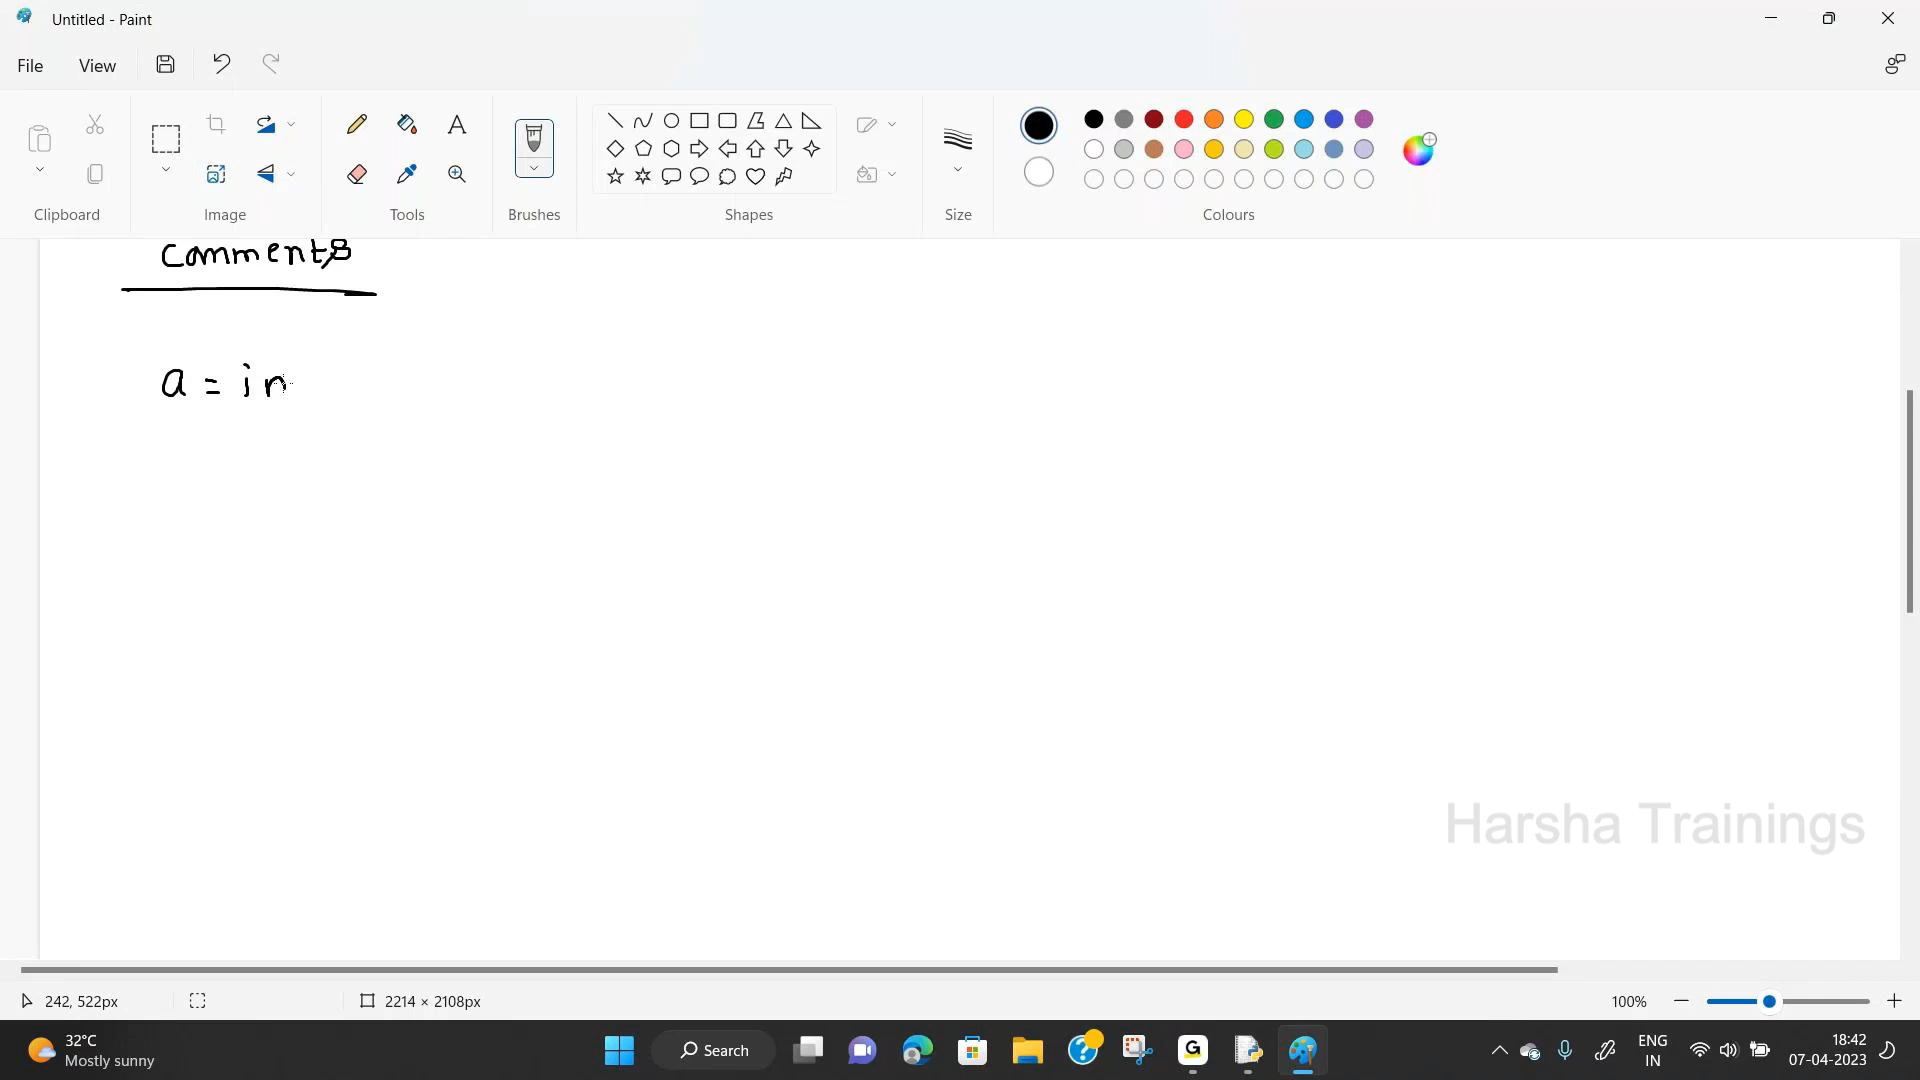 Untitled - Paint
File View
Clipboard Image Tools Brushes Shapes Size Colours
Comments
a = in
Harsha Trainings
242, 522px 2214 × 2108px 100%
32°C
Mostly sunny
Search
ENG
IN
18:42
07-04-2023